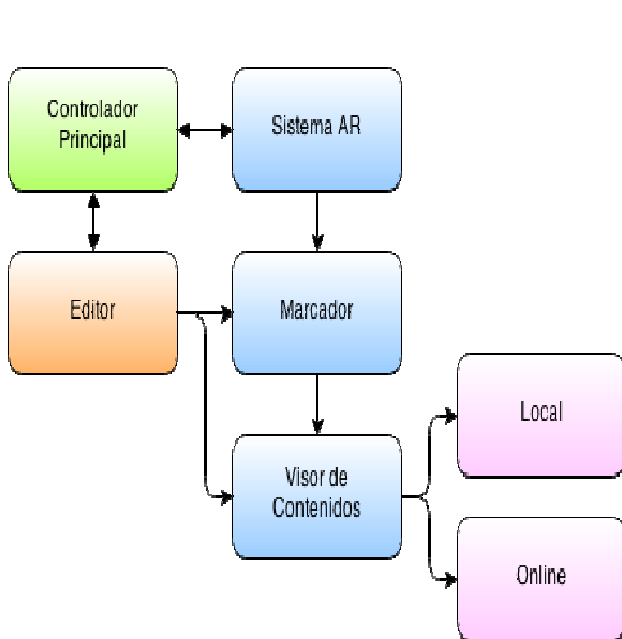 Controlador
Principal
Sistema AR
Editor
Marcador
Local
Visor de
Contenidos
Online